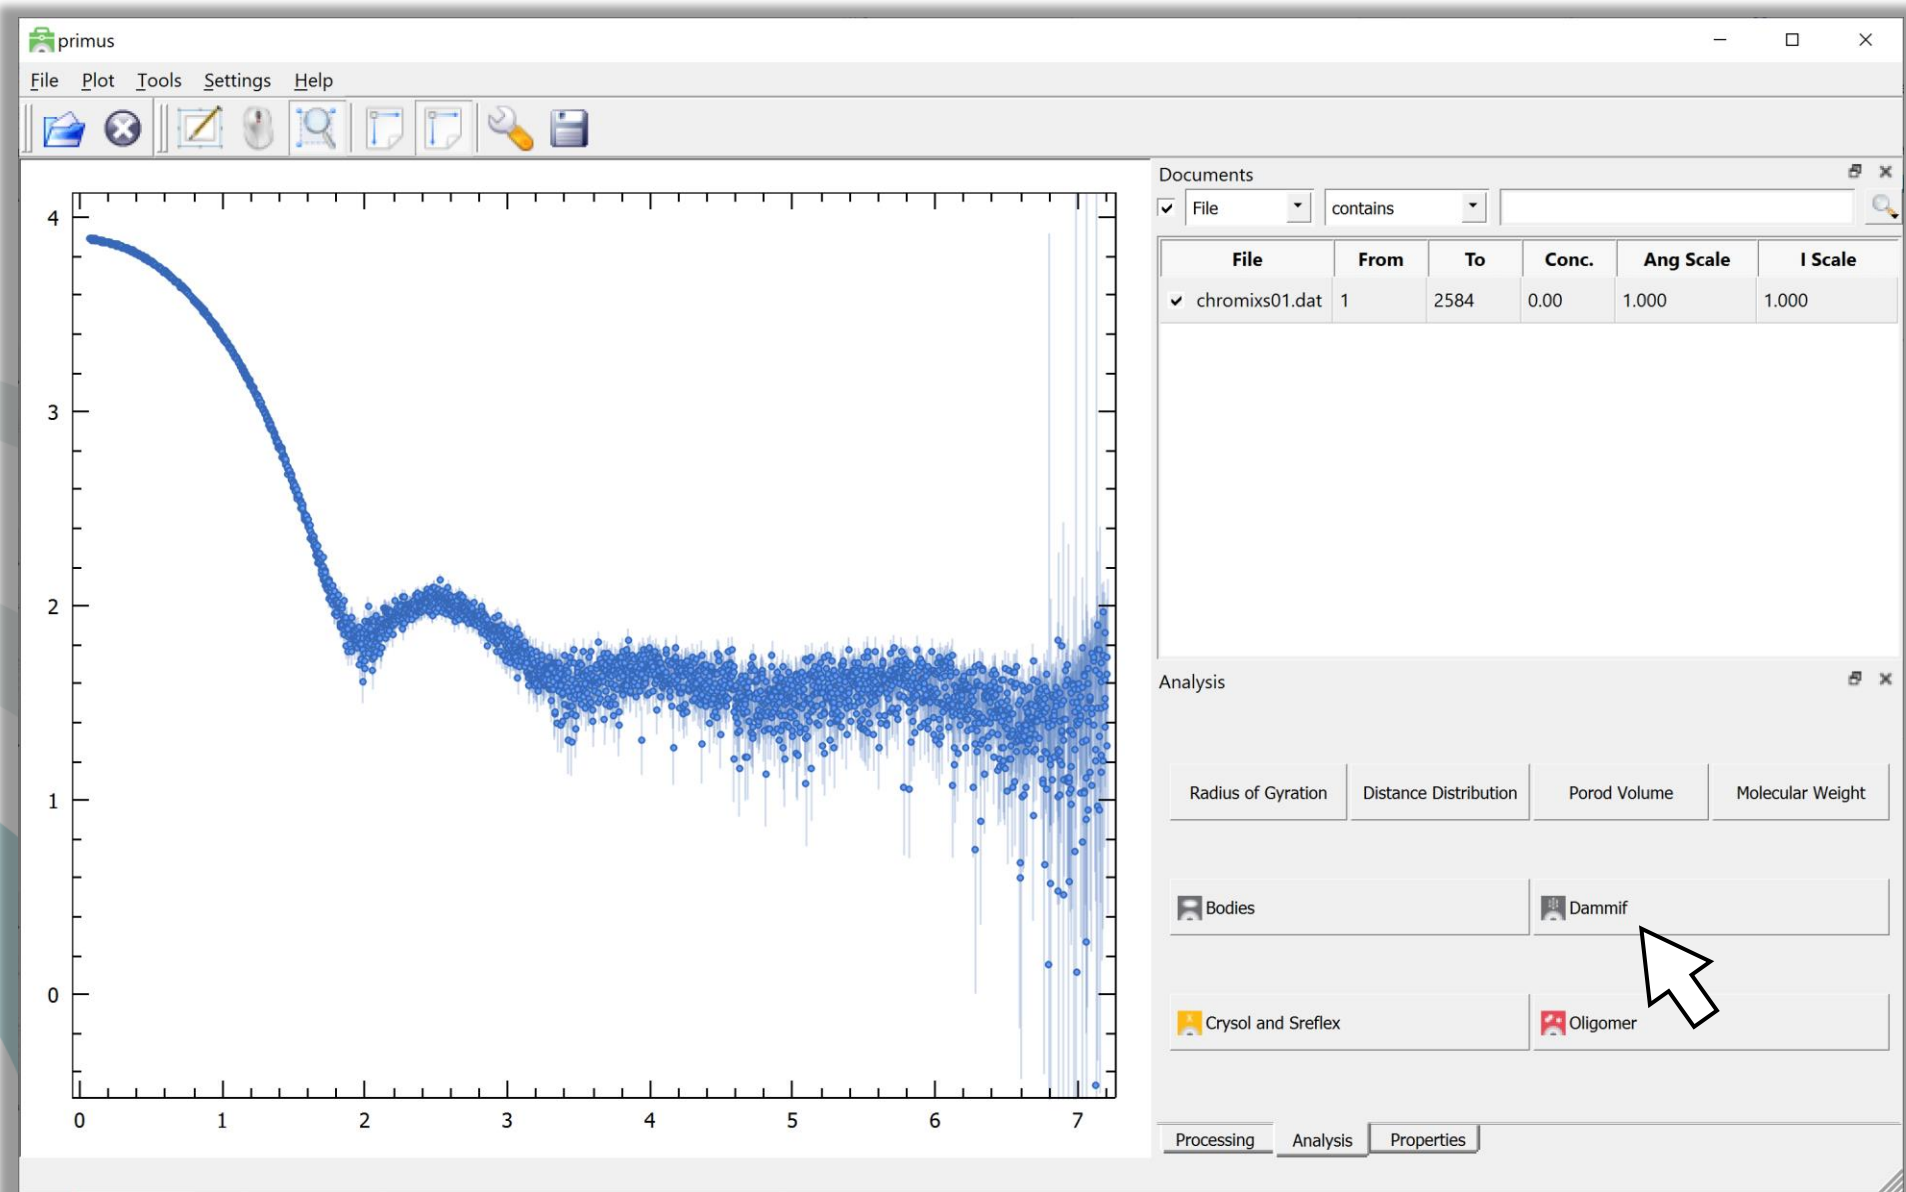 primus
File Plot Tools Settings Help
Documents
File contains
File From To Conc. Ang Scale I Scale
chromixs01.dat 1 2584 0.00 1.000 1.000
4
3
2
1
0
0 1 2 3 4 5 6 7
Analysis
Radius of Gyration Distance Distribution Porod Volume Molecular Weight
Bodies Dammif
Crysol and Sreflex Oligomer
Processing Analysis Properties